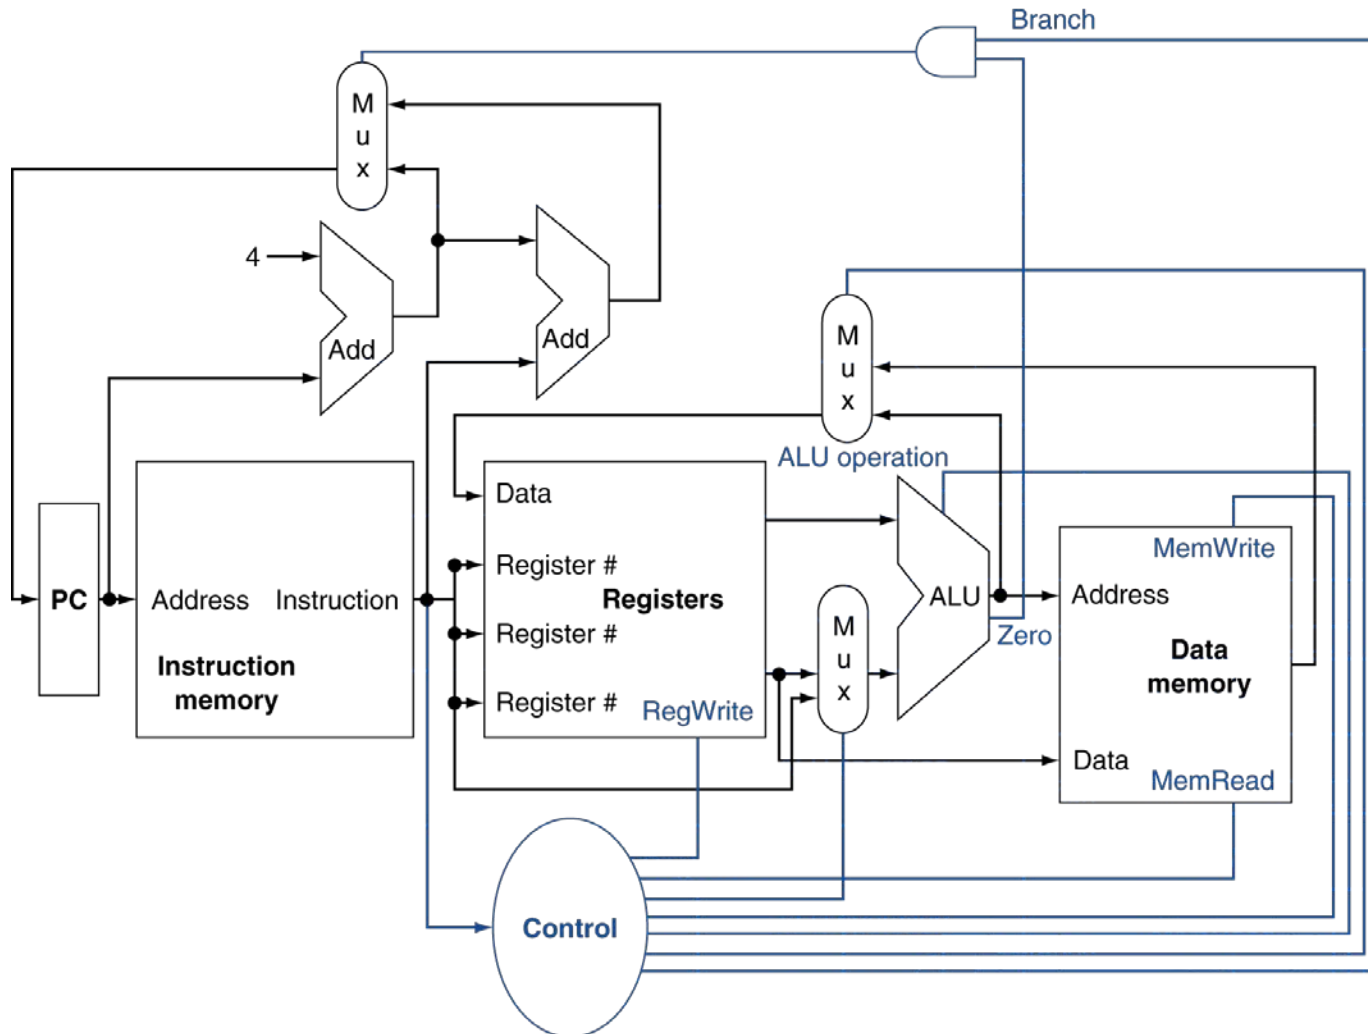 Branch
M
u
x
4
Add
Add
M
u
x
ALU operation
Data
Register #
Registers
Register #
Register #
RegWrite
PC
Address
Instruction
Instruction
memory
M
u
x
ALU
Zero
MemWrite
Address
Data
memory
Data
MemRead
Control